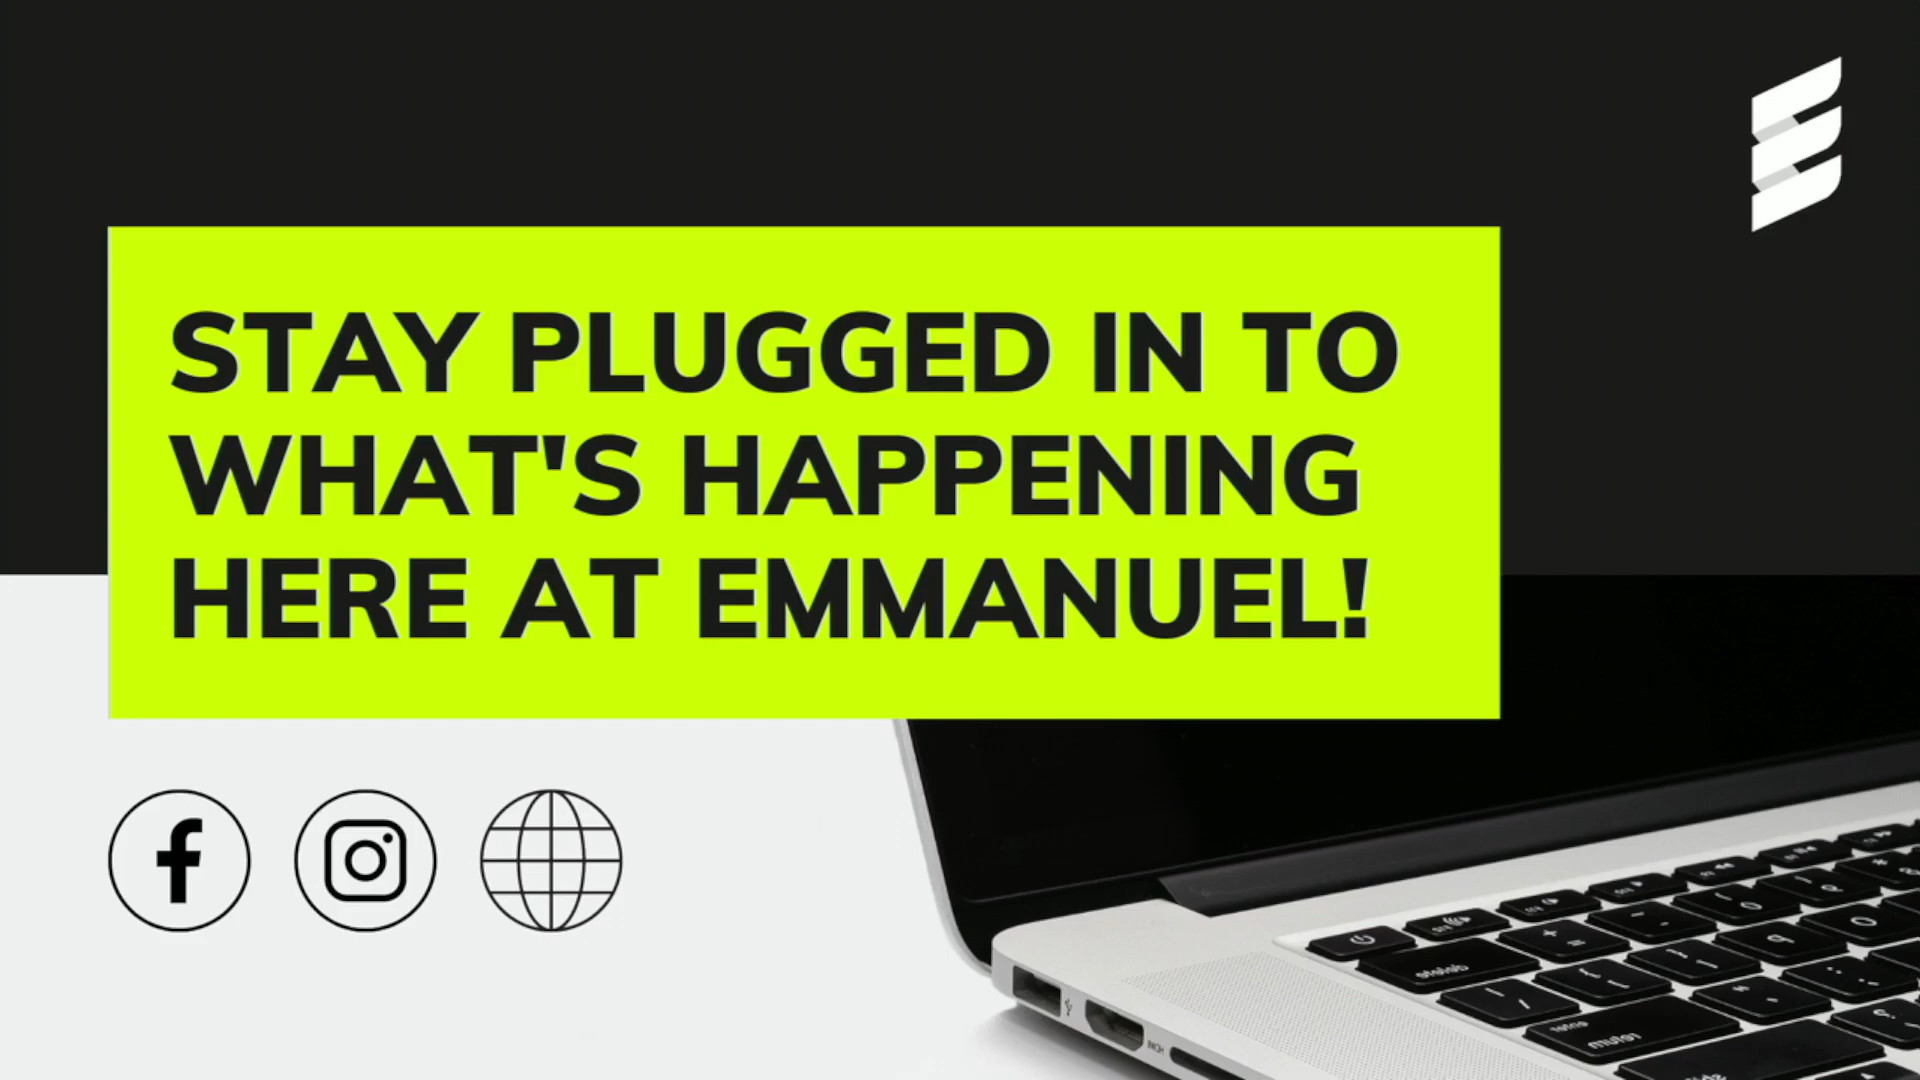 STAY PLUGGED IN TO
WHAT'S HAPPENING
HERE AT EMMANUEL!